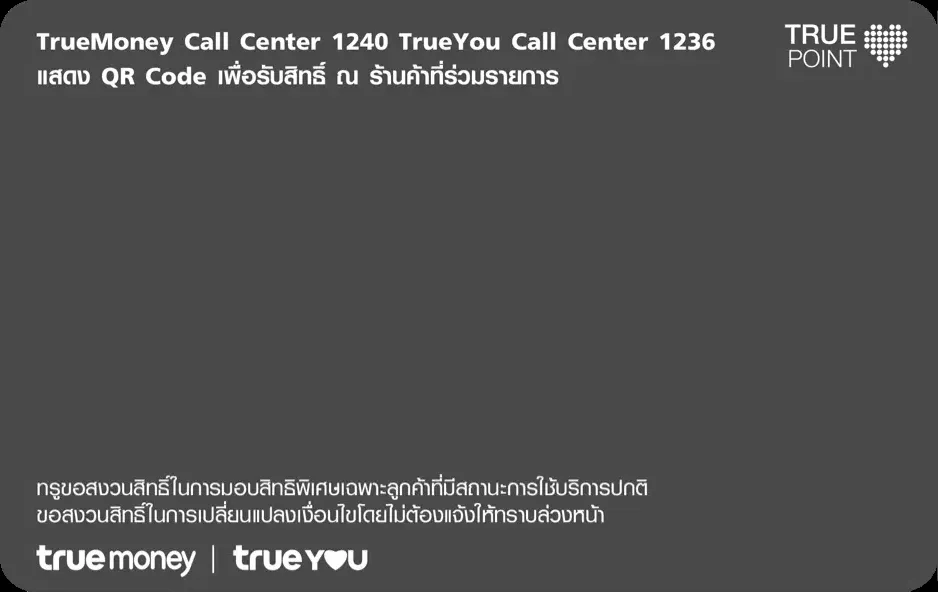 TrueMoney Call Center 1240 TrueYou Call Center 1236
แสดง QR Code เพื่อรับสิทธิ์ ณ ร้านค้าที่ร่วมรายการ
TRUE
POINT
ทรูขอสงวนสิทธิ์ในการมอบสิทธิพิเศษเฉพาะลูกค้าที่มีสถานะการใช้บริการปกติ
ขอสงวนสิทธิ์ในการเปลี่ยนแปลงเงื่อนไขโดยไม่ต้องแจ้งให้ทราบล่วงหน้า
truemoney | trueyou